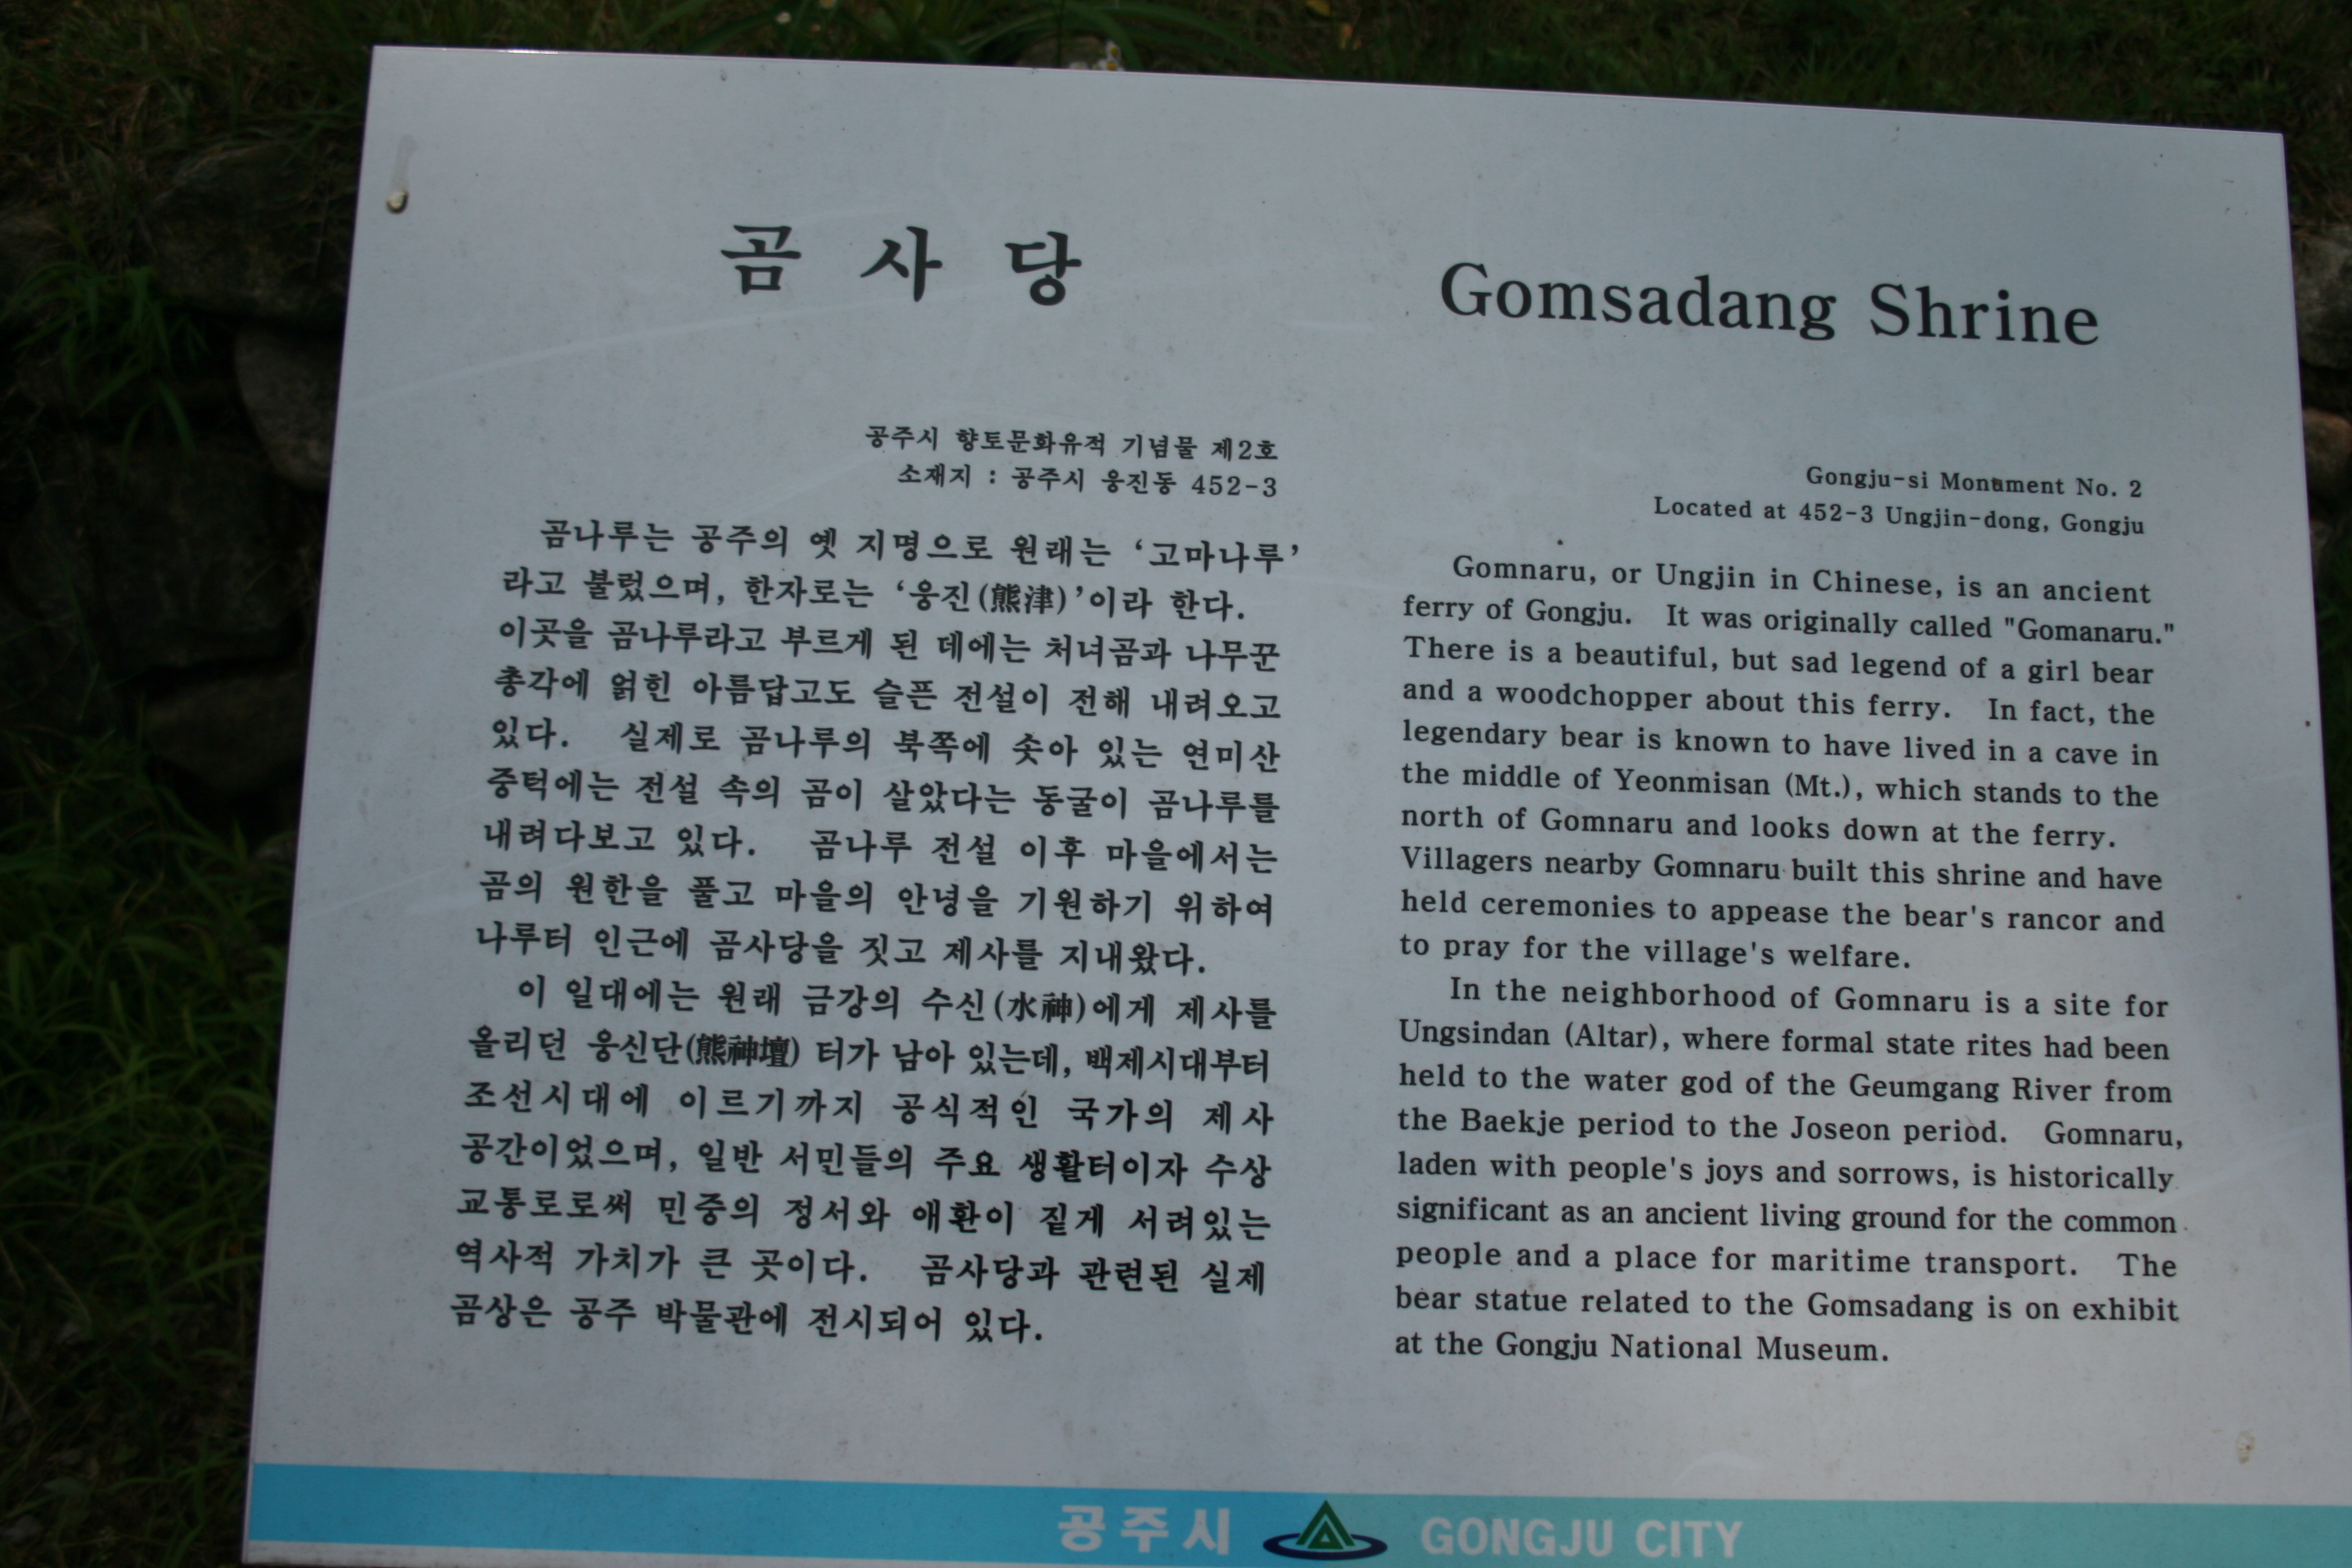 곰 사 당
공주시 향토문화유적 기념물 제2호
소재지 : 공주시 웅진동 452-3
곰나루는 공주의 옛 지명으로 원래는 ‘고마나루’
라고 불렀으며, 한자로는 ‘웅진(熊津)’이라 한다.
이곳을 곰나루라고 부르게 된 데에는 처녀곰과 나무꾼
총각에 얽힌 아름답고도 슬픈 전설이 전해 내려오고
있다. 실제로 곰나루의 북쪽에 솟아 있는 연미산
중턱에는 전설 속의 곰이 살았다는 동굴이 곰나루를
내려다보고 있다. 곰나루 전설 이후 마을에서는
곰의 원한을 풀고 마을의 안녕을 기원하기 위하여
나루터 인근에 곰사당을 짓고 제사를 지내왔다.
이 일대에는 원래 금강의 수신(水神)에게 제사를
올리던 웅신단(熊神壇) 터가 남아 있는데, 백제시대부터
조선시대에 이르기까지 공식적인 국가의 제사
공간이었으며, 일반 서민들의 주요 생활터이자 수상
교통로로써 민중의 정서와 애환이 짙게 서려있는
역사적 가치가 큰 곳이다. 곰사당과 관련된 실제
곰상은 공주 박물관에 전시되어 있다.
Gomsadang Shrine
Gongju-si Monument No. 2
Located at 452-3 Ungjin-dong, Gongju
Gomnaru, or Ungjin in Chinese, is an ancient
ferry of Gongju. It was originally called "Gomanaru."
There is a beautiful, but sad legend of a girl bear
and a woodchopper about this ferry. In fact, the
legendary bear is known to have lived in a cave in
the middle of Yeonmisan (Mt.), which stands to the
north of Gomnaru and looks down at the ferry.
Villagers nearby Gomnaru built this shrine and have
held ceremonies to appease the bear's rancor and
to pray for the village's welfare.
In the neighborhood of Gomnaru is a site for
Ungsindan (Altar), where formal state rites had been
held to the water god of the Geumgang River from
the Baekje period to the Joseon period. Gomnaru,
laden with people's joys and sorrows, is historically
significant as an ancient living ground for the common
people and a place for maritime transport. The
bear statue related to the Gomsadang is on exhibit
at the Gongju National Museum.
공주시 GONGJU CITY